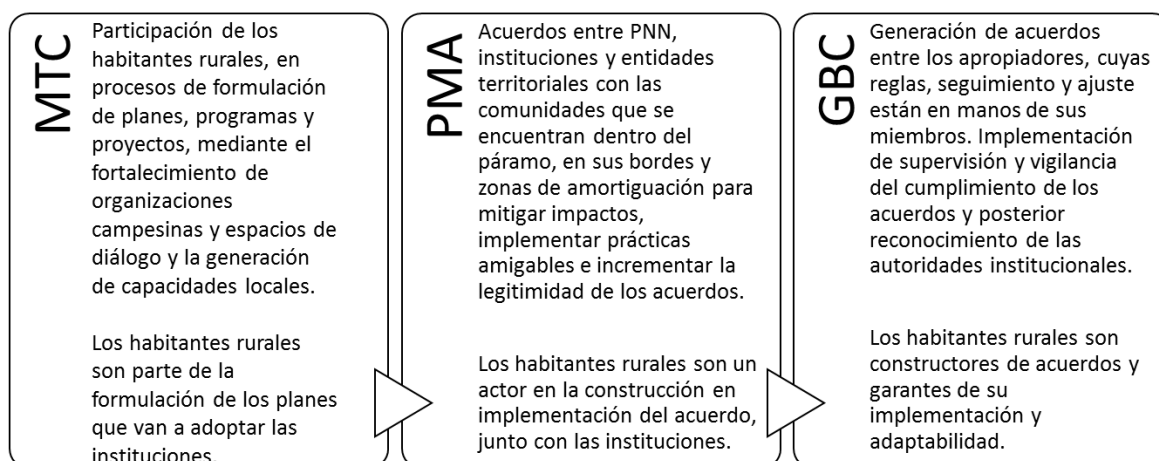 MTC
Participación de los
habitantes rurales, en
procesos de formulación
de planes, programas y
proyectos, mediante el
fortalecimiento de
organizaciones
campesinas y espacios de
diálogo y la generación
de capacidades locales.
Los habitantes rurales
son parte de la
formulación de los planes
que van a adoptar las
instituciones.
PMA
Acuerdos entre PNN,
instituciones y entidades
territoriales con las
comunidades que se
encuentran dentro del
páramo, en sus bordes y
zonas de amortiguación para
mitigar impactos,
implementar prácticas
amigables e incrementar la
legitimidad de los acuerdos.
Los habitantes rurales son un
actor en la construcción en
implementación del acuerdo,
junto con las instituciones.
GBC
Generación de acuerdos
entre los apropiadores, cuyas
reglas, seguimiento y ajuste
están en manos de sus
miembros. Implementación
de supervisión y vigilancia
del cumplimiento de los
acuerdos y posterior
reconocimiento de las
autoridades institucionales.
Los habitantes rurales son
constructores de acuerdos y
garantes de su
implementación y
adaptabilidad.